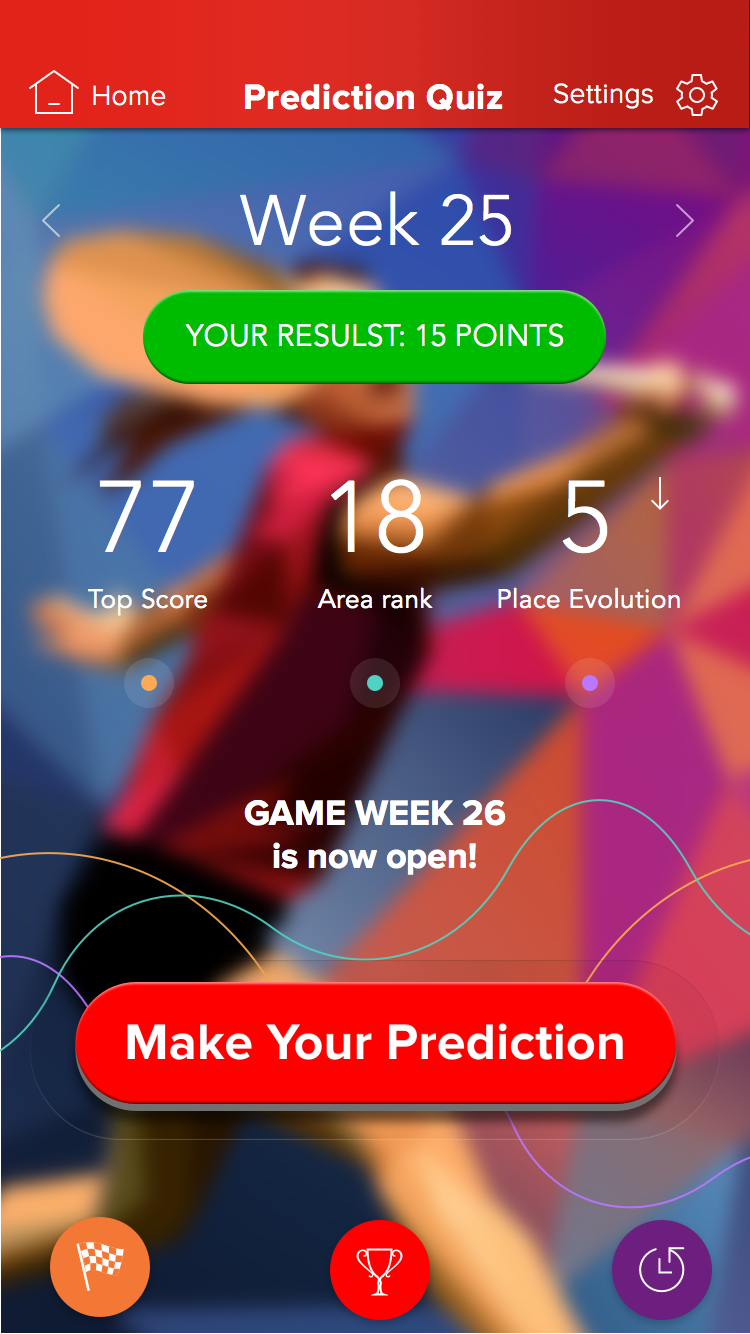 Home
Prediction Quiz
Settings
Week 25
YOUR RESULST: 15 POINTS
77
18
5
Top Score
Area rank
Place Evolution
GAME WEEK 26
is now open!
Make Your Prediction